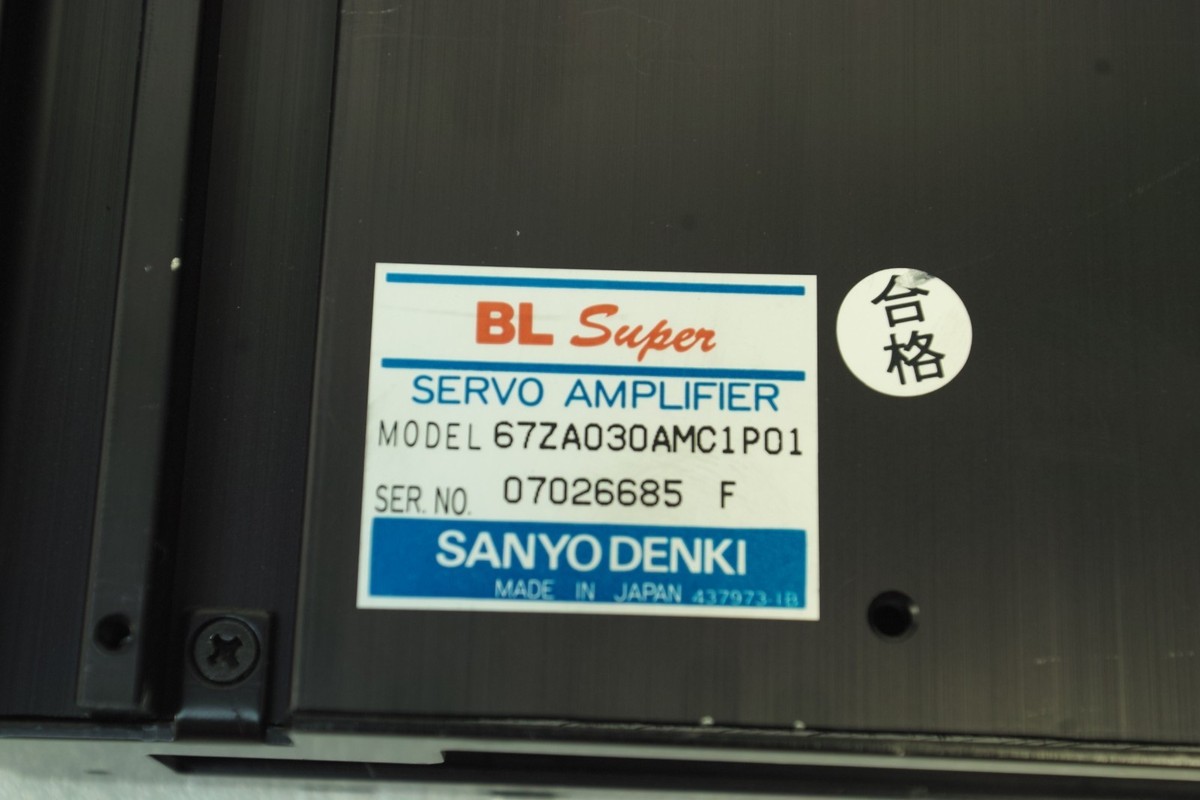 BL Super
SERVO AMPLIFIER
MODEL 67ZA030AMC1P01
SER. NO. 07026685 F
SANYO DENKI
MADE IN JAPAN 437973-1B
合
格